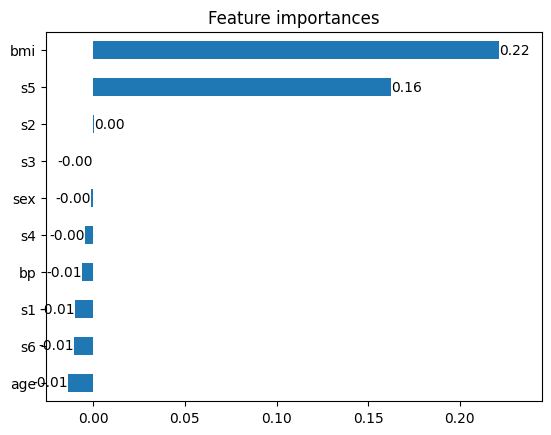 Feature importances
bmi 0.22
s5 0.16
s2 0.00
s3 -0.00
sex -0.00
s4 -0.00
bp -0.01
s1 -0.01
s6 -0.01
age -0.01
0.00 0.05 0.10 0.15 0.20